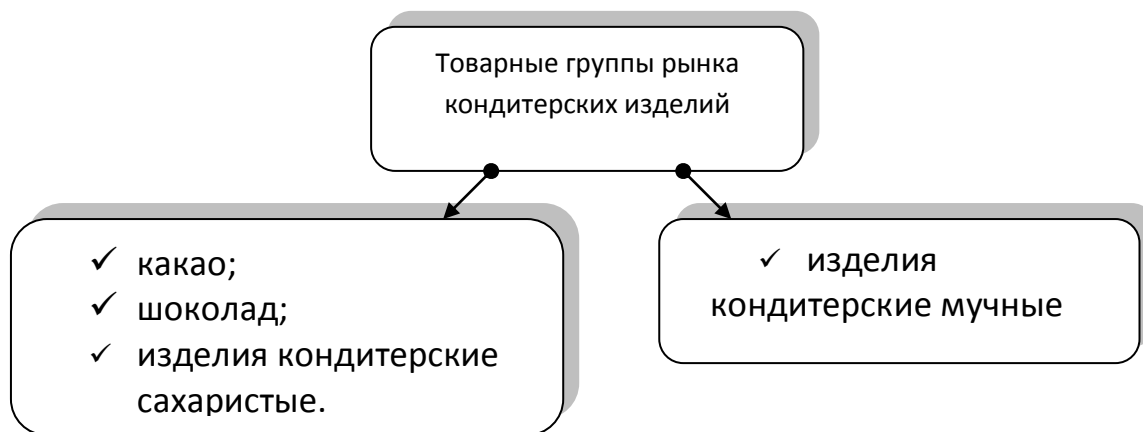 Товарные группы рынка
кондитерских изделий
✓ какао;
✓ шоколад;
✓ изделия кондитерские
сахаристые.
✓ изделия
кондитерские мучные